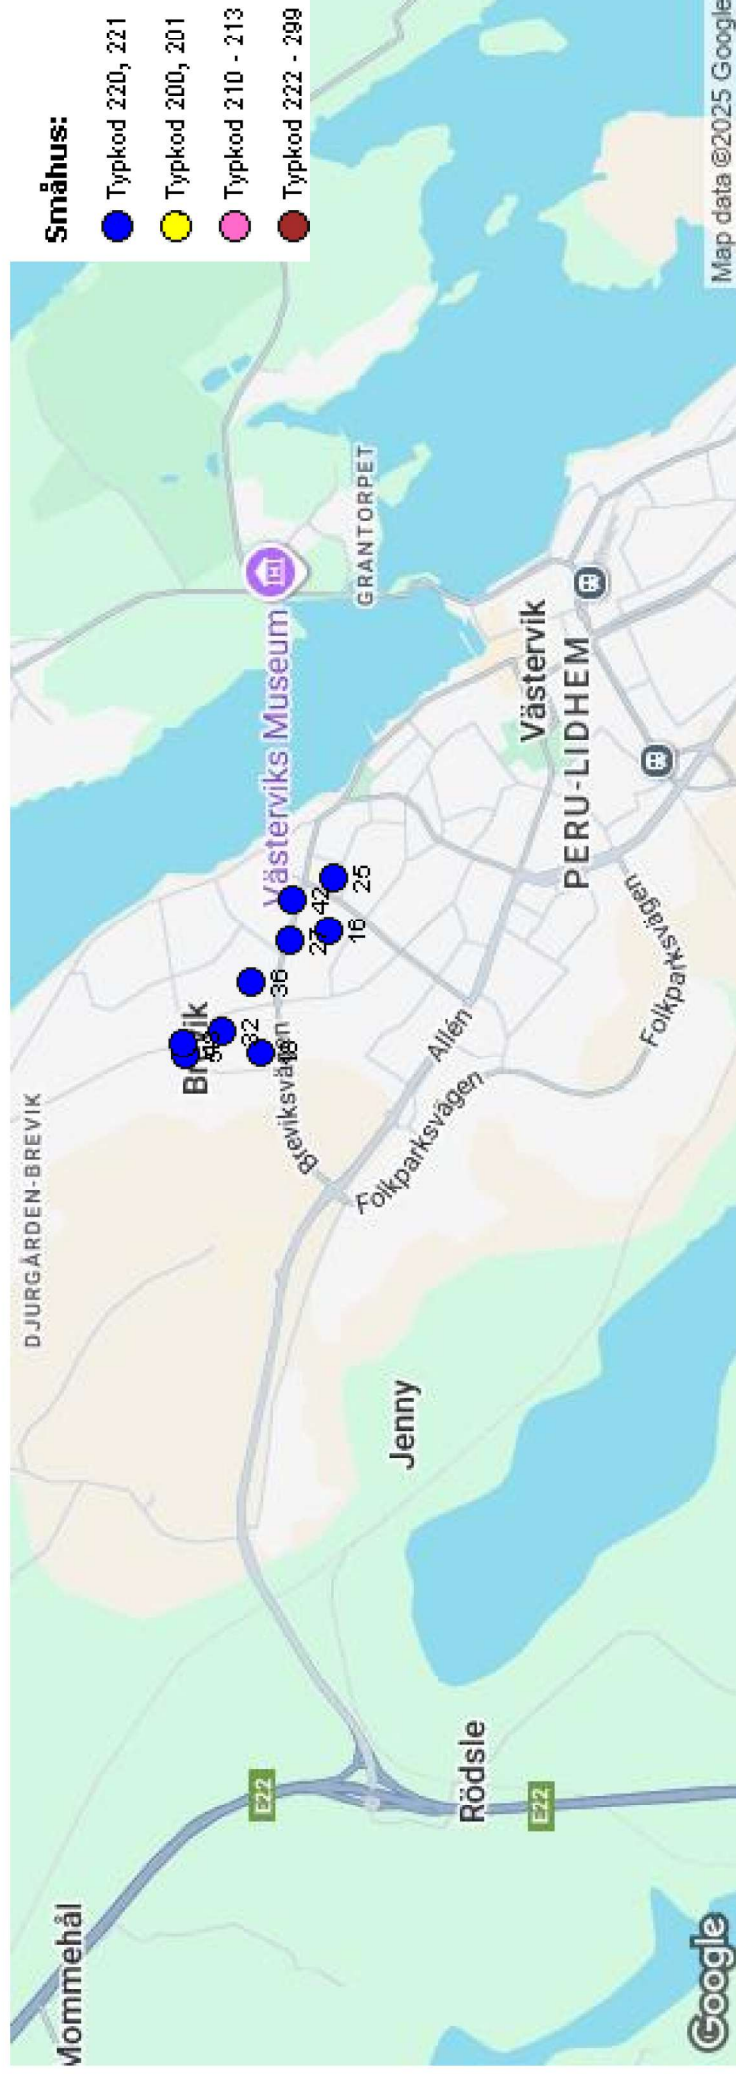 Småhus:
Typkod 220, 221
Typkod 200, 201
Typkod 210 - 213
Typkod 222 - 299
DJURGÅRDEN-BREVIK
Mommehål
Västerviks Museum
GRANTORPET
Breviksvägen
36
32
42
27
16
25
E22
E22
Allén
Folkparksvägen
Folkparksvägen
Jenny
Rödsle
Västervik
PERU-LIDHEM
Google
Map data ©2025 Google